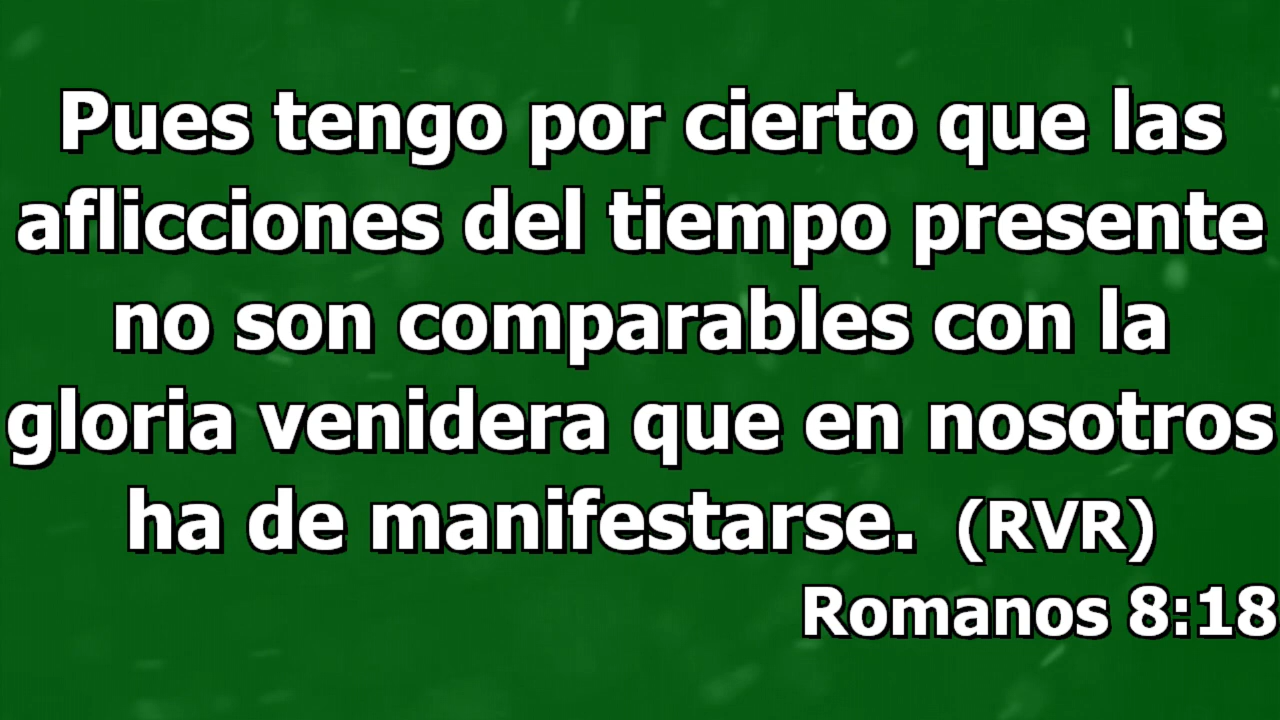 Pues tengo por cierto que las
aflicciones del tiempo presente
no son comparables con la
gloria venidera que en nosotros
ha de manifestarse. (RVR)
Romanos 8:18